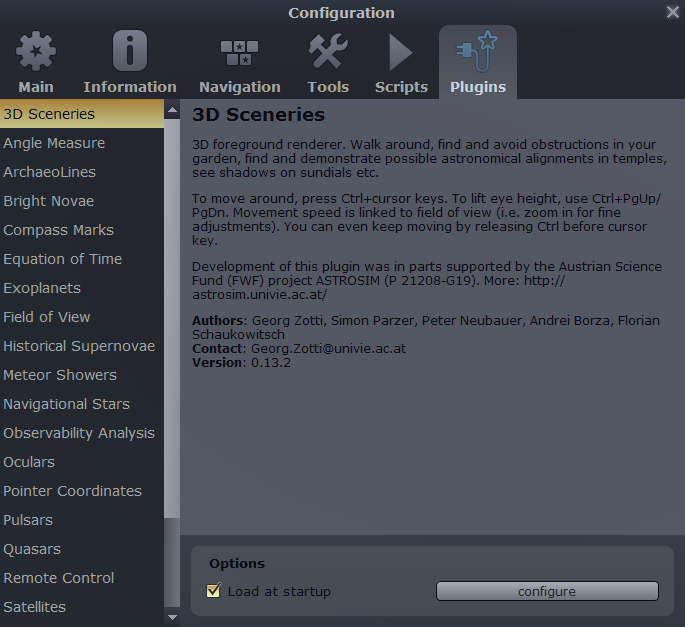 Configuration
Main
Information
Navigation
Tools
Scripts
Plugins
3D Sceneries
Angle Measure
ArchaeoLines
Bright Novae
Compass Marks
Equation of Time
Exoplanets
Field of View
Historical Supernovae
Meteor Showers
Navigational Stars
Observability Analysis
Oculars
Pointer Coordinates
Pulsars
Quasars
Remote Control
Satellites
3D Sceneries
3D foreground renderer. Walk around, find and avoid obstructions in your
garden, find and demonstrate possible astronomical alignments in temples,
see shadows on sundials etc.
To move around, press Ctrl+cursor keys. To lift eye height, use Ctrl+PgUp/
PgDn. Movement speed is linked to field of view (i.e. zoom in for fine
adjustments). You can even keep moving by releasing Ctrl before cursor
key.
Development of this plugin was in parts supported by the Austrian Science
Fund (FWF) project ASTROSIM (P 21208-G19). More: http://
astrosim.univie.ac.at/
Authors: Georg Zotti, Simon Parzer, Peter Neubauer, Andrei Borza, Florian
Schaukowitsch
Contact: Georg.Zotti@univie.ac.at
Version: 0.13.2
Options
Load at startup
configure